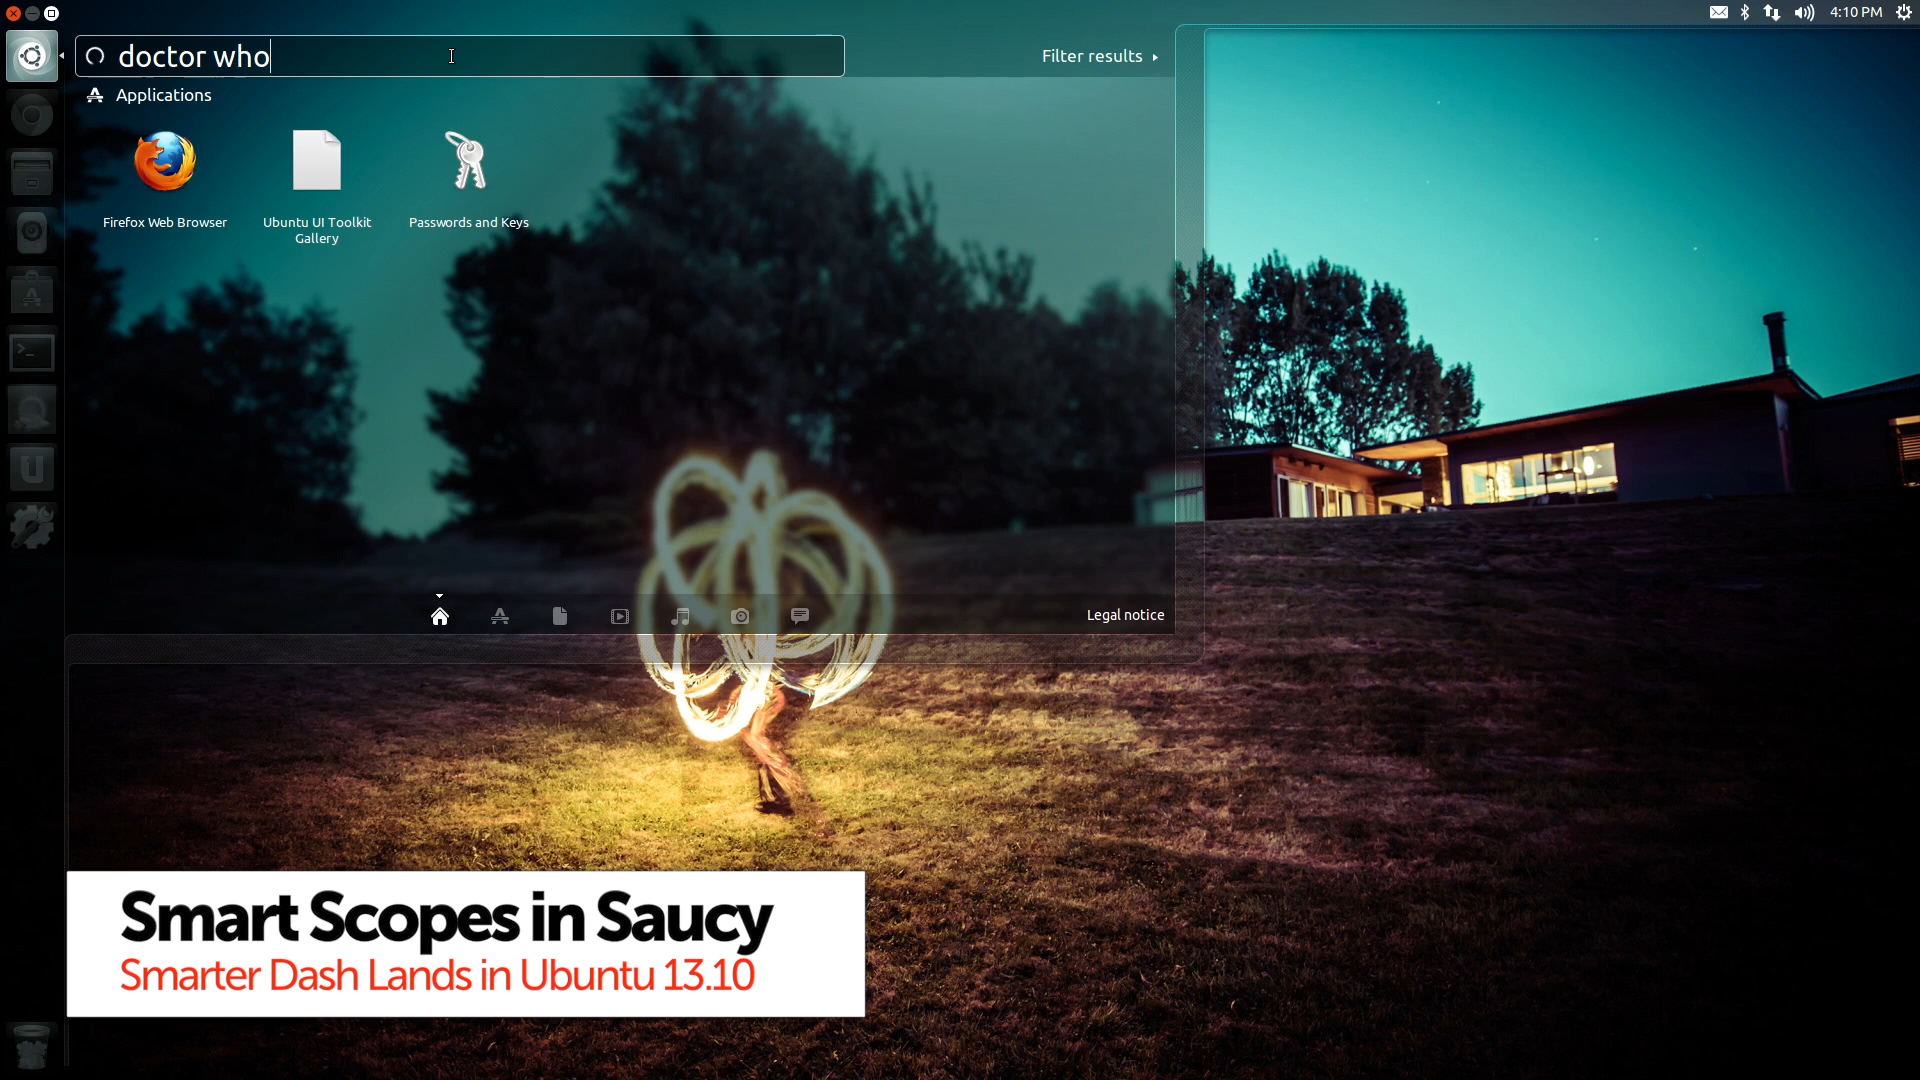 4:10 PM
doctor who
Filter results
Applications
Firefox Web Browser
Ubuntu UI Toolkit
Gallery
Passwords and Keys
Legal notice
Smart Scopes in Saucy
Smarter Dash Lands in Ubuntu 13.10